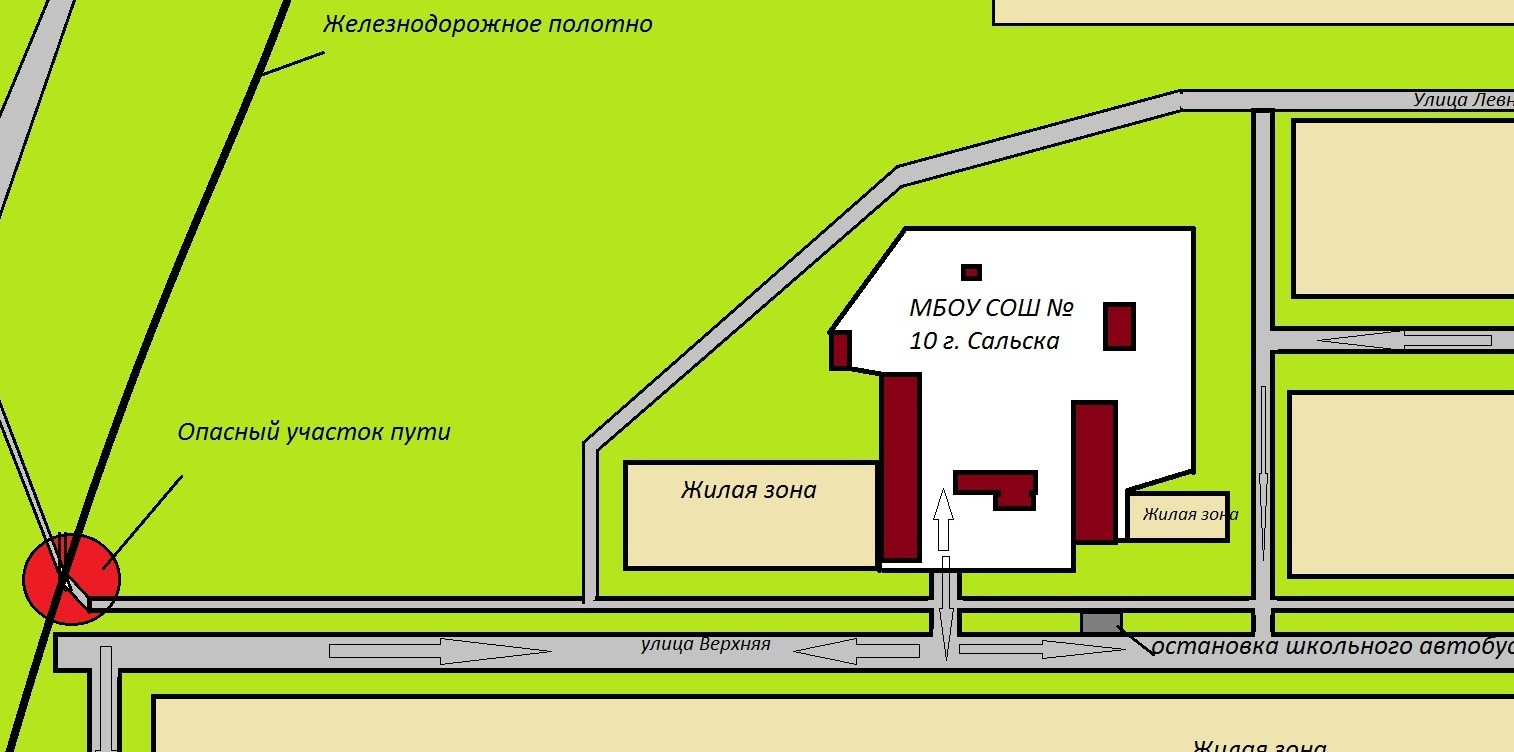 Железнодорожное полотно
Улица Левн
МБОУ СОШ №
10 г. Сальска
Опасный участок пути
Жилая зона
Жилая зона
улица Верхняя
остановка школьного автобус
Жилая зона